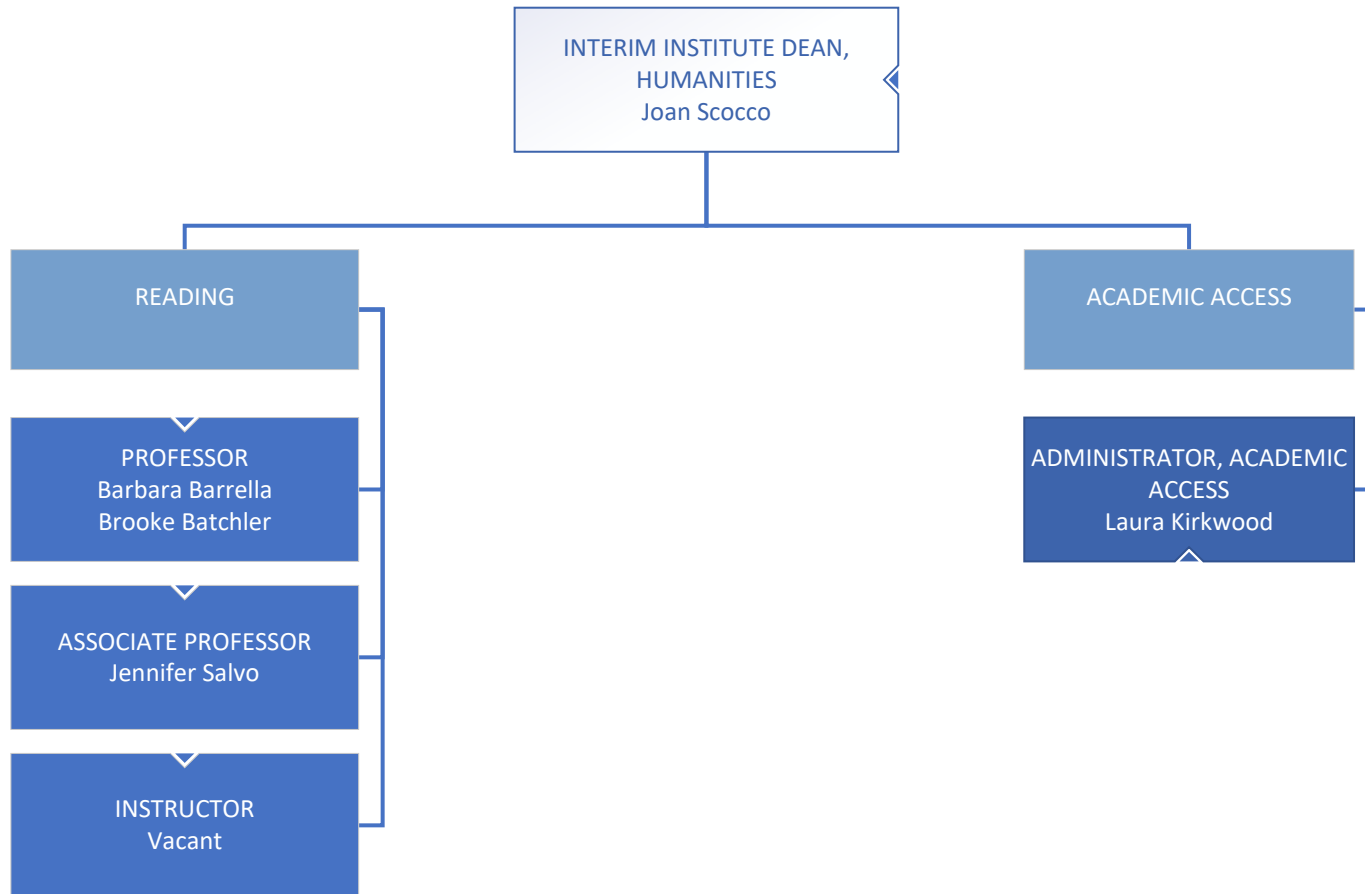 INTERIM INSTITUTE DEAN,
HUMANITIES
Joan Scocco
READING
PROFESSOR
Barbara Barrella
Brooke Batchler
ASSOCIATE PROFESSOR
Jennifer Salvo
INSTRUCTOR
Vacant
ACADEMIC ACCESS
ADMINISTRATOR, ACADEMIC
ACCESS
Laura Kirkwood